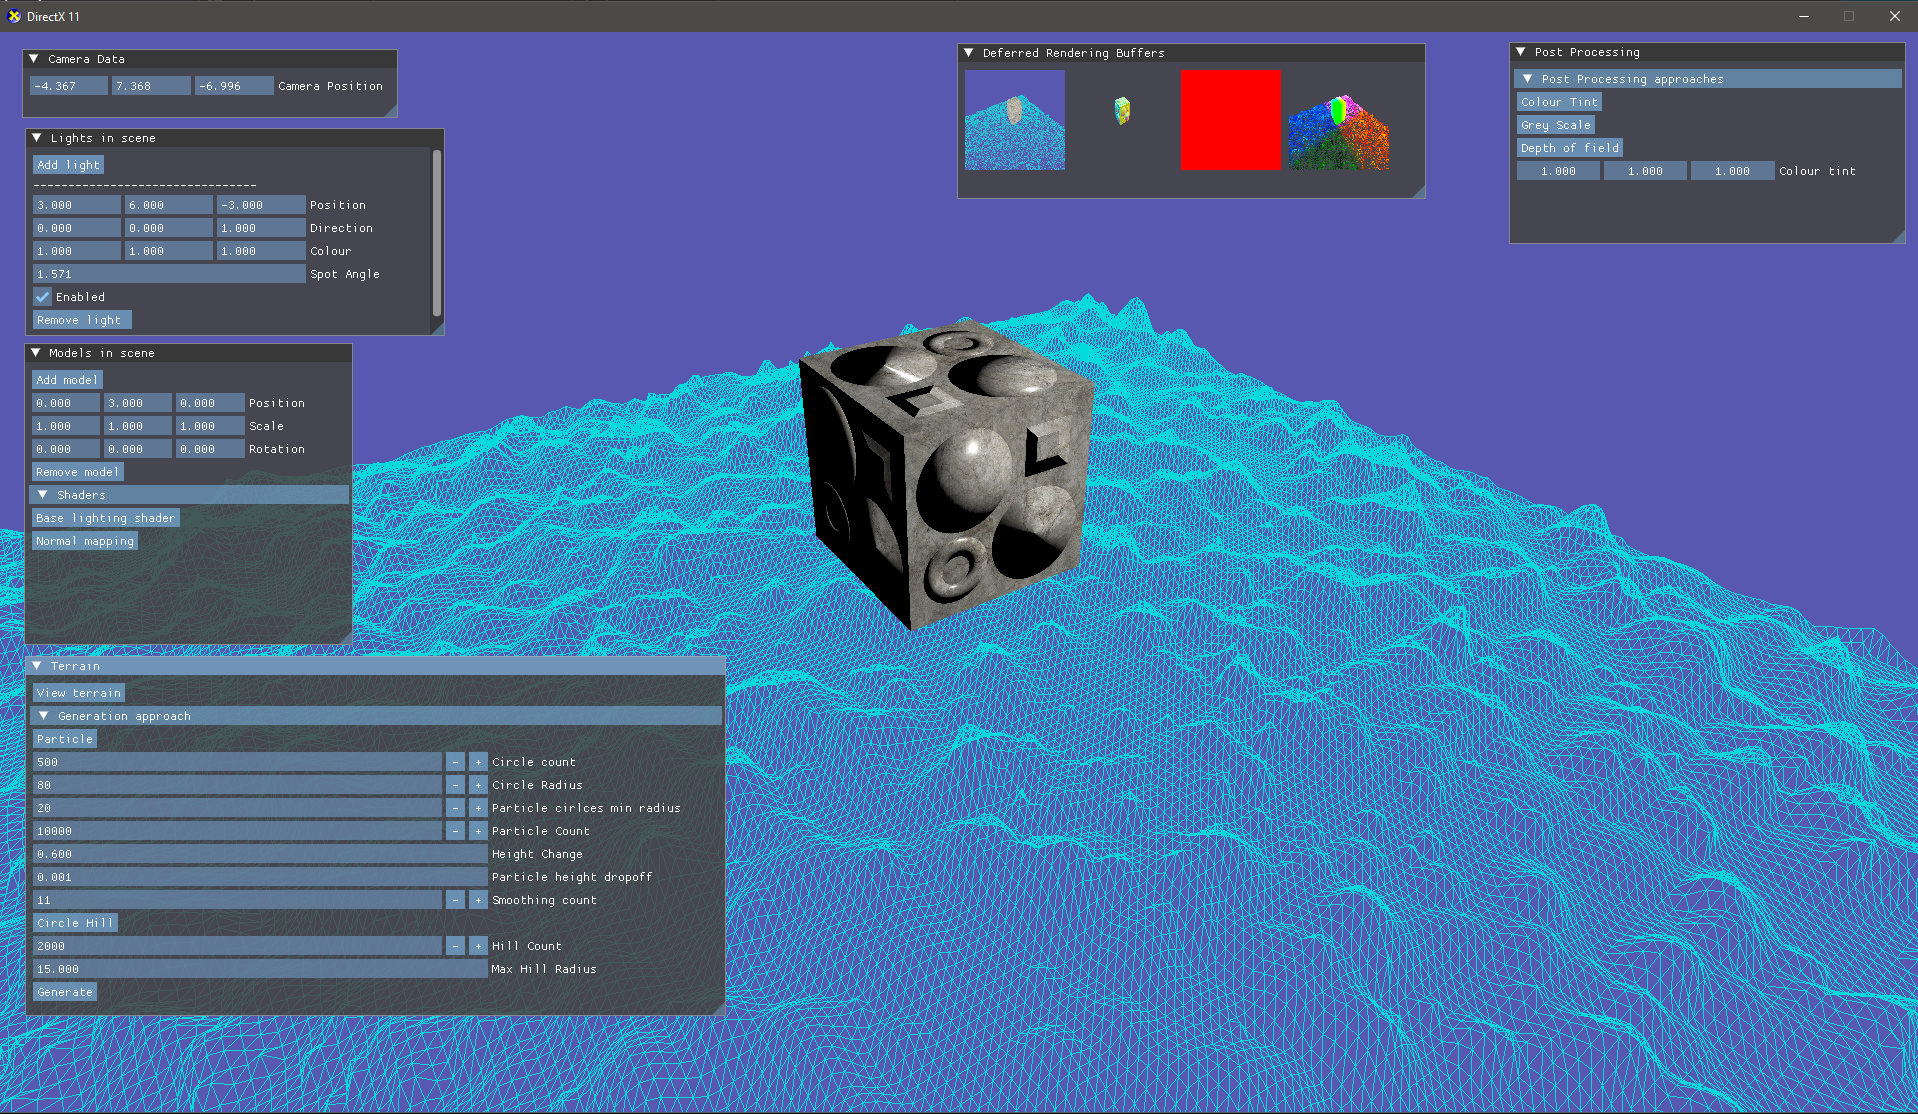 DirectX 11
Camera Data
-4.367 7.368 -6.996 Camera Position
Lights in scene
Add light
--------------------------------
3.000 6.000 -3.000 Position
0.000 0.000 1.000 Direction
1.000 1.000 1.000 Colour
1.571 Spot Angle
Enabled
Remove light
Models in scene
Add model
0.000 3.000 0.000 Position
1.000 1.000 1.000 Scale
0.000 0.000 0.000 Rotation
Remove model
Shaders
Base lighting shader
Normal mapping
Terrain
View terrain
Generation approach
Particle
500 - + Circle count
80 - + Circle Radius
20 - + Particle cirlces min radius
10000 - + Particle Count
0.600 Height Change
0.001 Particle height dropoff
11 - + Smoothing count
Circle Hill
2000 - + Hill Count
15.000 Max Hill Radius
Generate
Deferred Rendering Buffers
Post Processing
Post Processing approaches
Colour Tint
Grey Scale
Depth of field
1.000 1.000 1.000 Colour tint